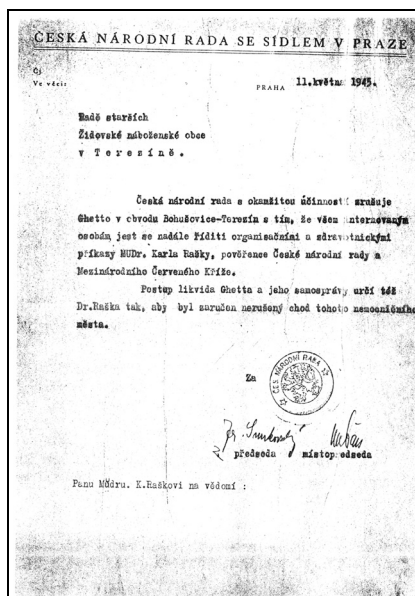 ČESKÁ NÁRODNÍ RADA SE SÍDLEM V PRAZE
Čj
Ve věci:
PRAHA 11. května 1945.
Radě starších
Židovské náboženské obce
v Terezíně.
Česká národní rada s okamžitou účinností zrušuje
Ghetto v obvodu Bohušovice-Terezín s tím, že všem internovaným
osobám jest se nadále říditi organisačními a zdravotnickými
příkazy MUDr. Karla Rašky, pověřence České národní rady a
Mezinárodního Červeného Kříže.
Postup likvida Ghetta a jeho samosprávy určí též
Dr.Raška tak, aby byl zaručen nerušený chod tohoto nemocničního
města.
Za
ČES. NÁRODNÍ RADA
předseda místopředseda
Panu Múdru. K.Raškovi na vědomí :